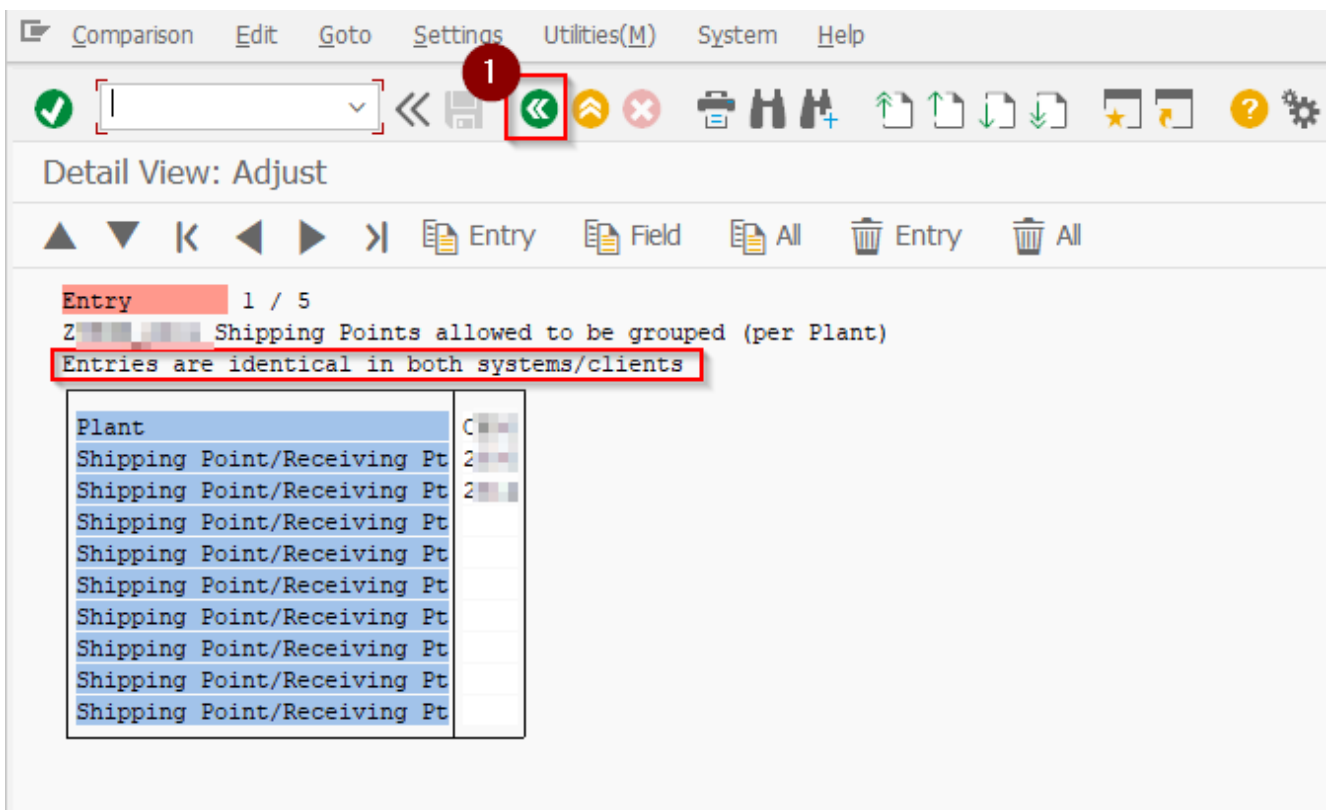 Comparison Edit Goto Settings Utilities(M) System Help
1
Detail View: Adjust
Entry Field All Entry All
Entry 1 / 5
Shipping Points allowed to be grouped (per Plant)
Entries are identical in both systems/clients
Plant
Shipping Point/Receiving Pt
Shipping Point/Receiving Pt
Shipping Point/Receiving Pt
Shipping Point/Receiving Pt
Shipping Point/Receiving Pt
Shipping Point/Receiving Pt
Shipping Point/Receiving Pt
Shipping Point/Receiving Pt
Shipping Point/Receiving Pt